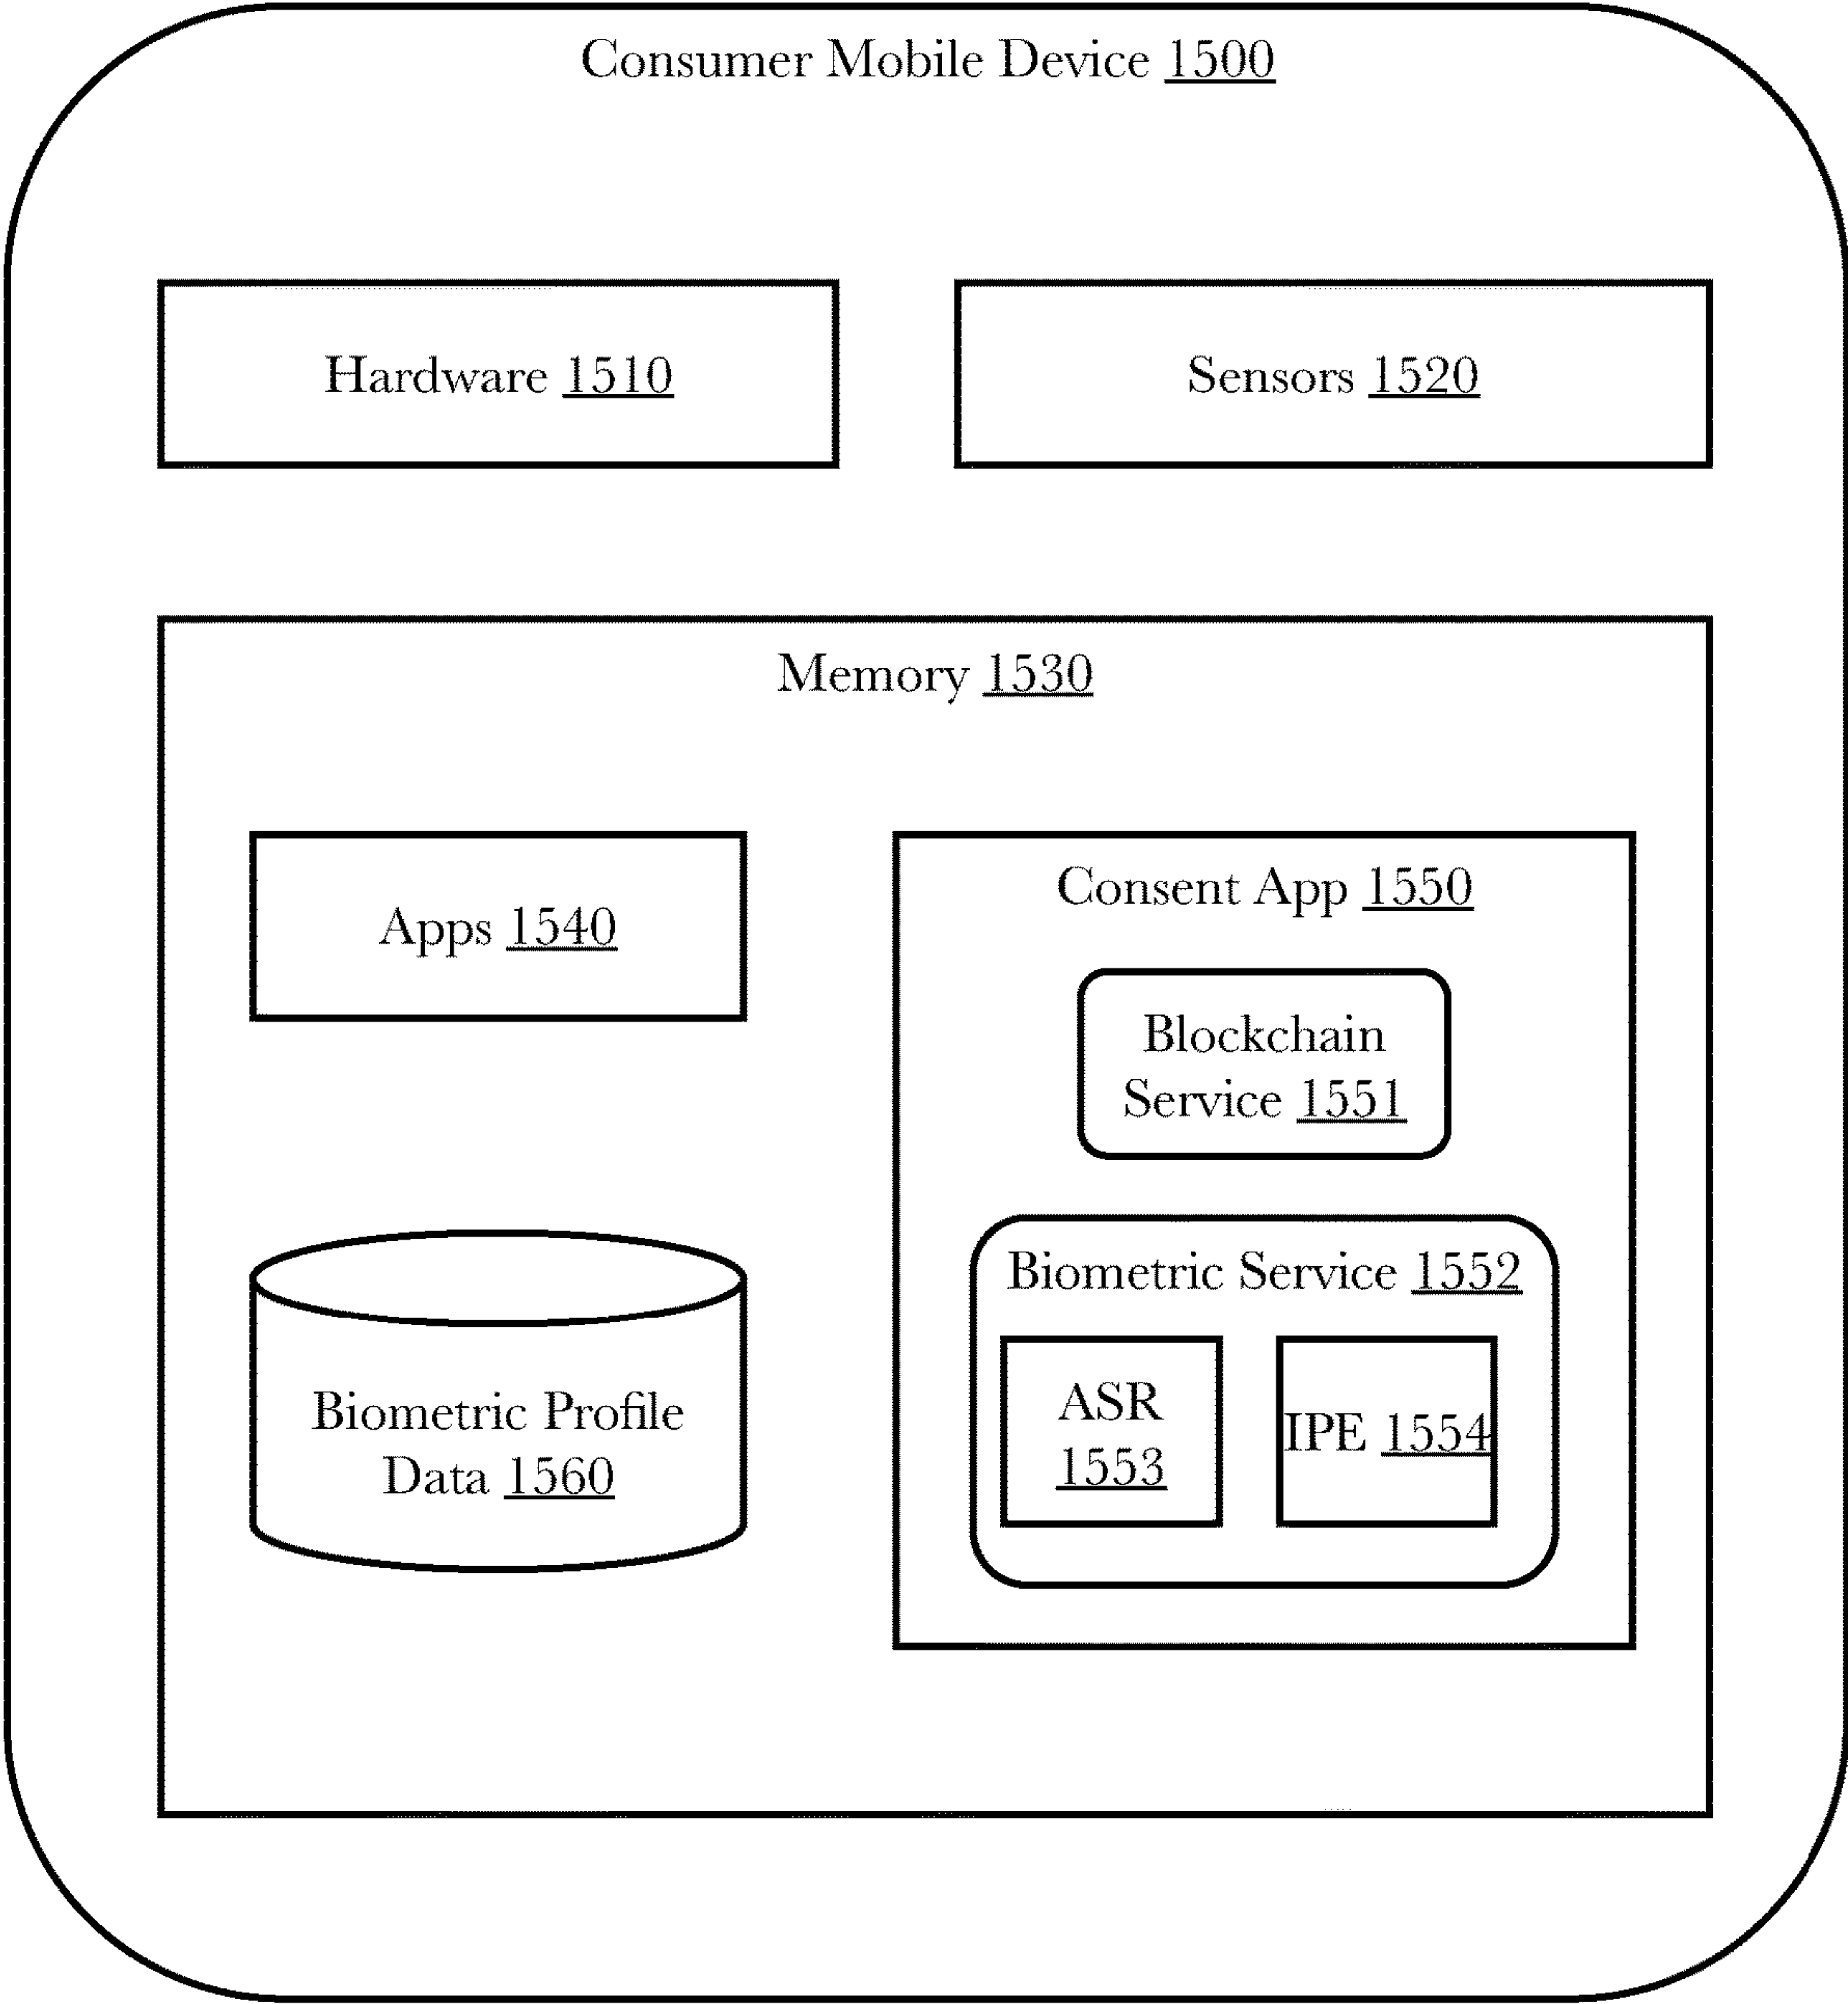 Consumer Mobile Device 1500
Hardware 1510
Sensors 1520
Memory 1530
Apps 1540
Consent App 1550
Blockchain
Service 1551
Biometric Service 1552
ASR
1553
IPE 1554
Biometric Profile
Data 1560